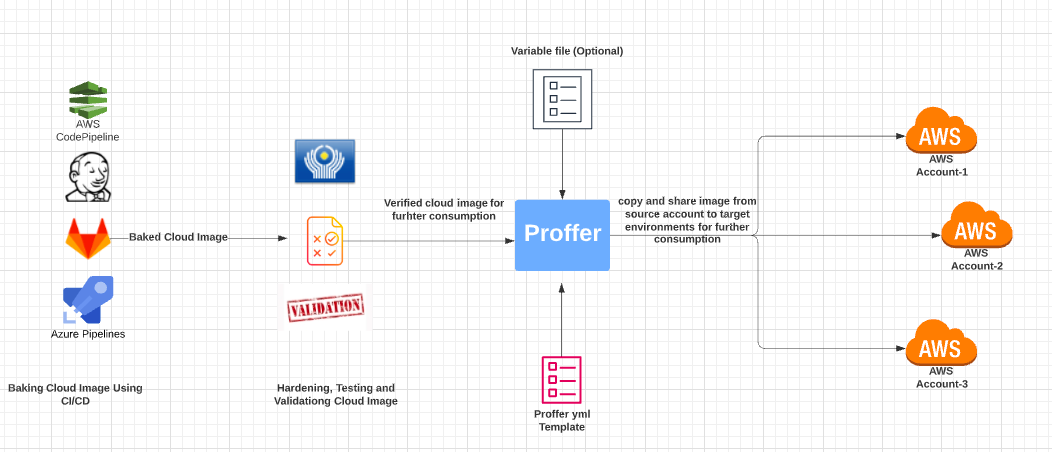 Variable file (Optional)
AWS
CodePipeline
Baked Cloud Image
Azure Pipelines
Baking Cloud Image Using
CI/CD
VALIDATION
Hardening, Testing and
Validationg Cloud Image
Verified cloud image for
furhter consumption
Proffer
Proffer yml
Template
copy and share image from
source account to target
environments for further
consumption
AWS
AWS
Account-1
AWS
AWS
Account-2
AWS
AWS
Account-3